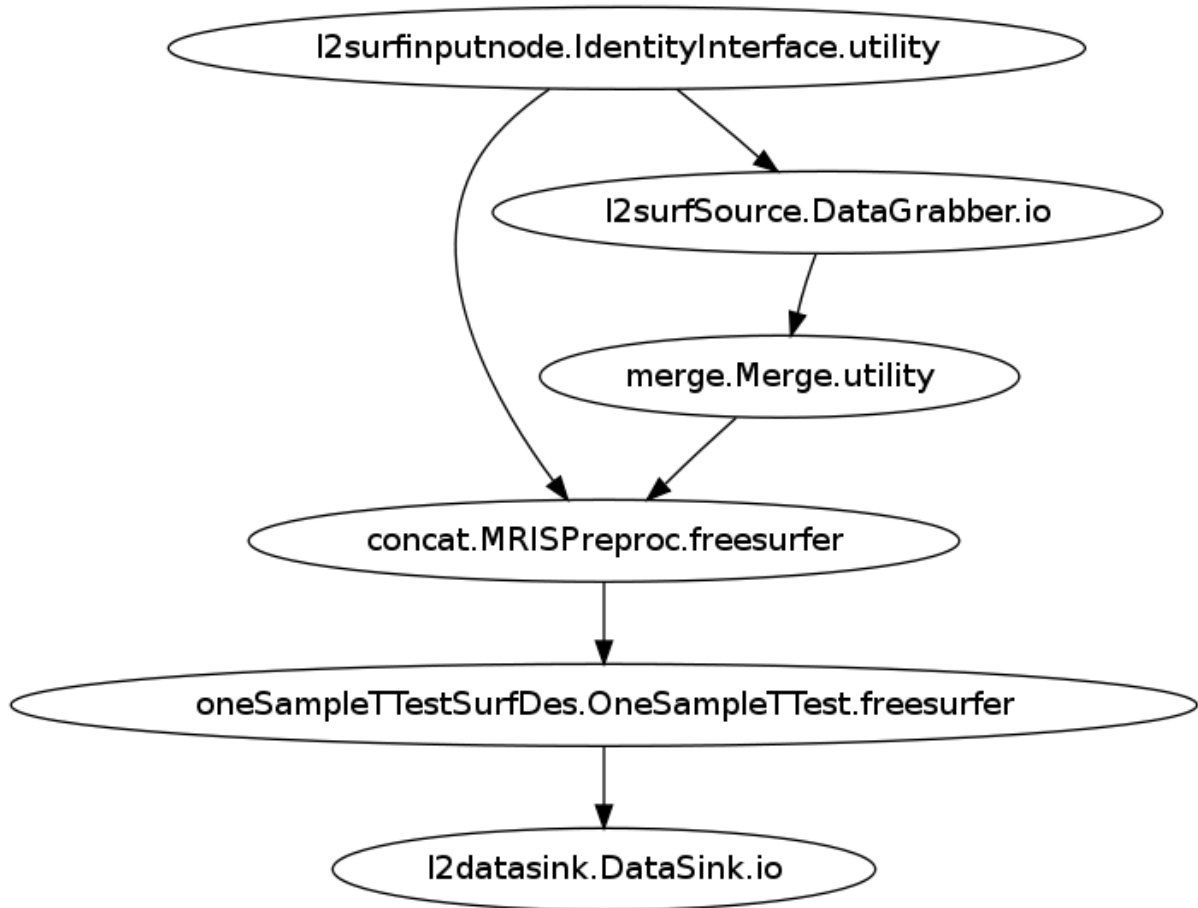 l2surfinputnode.IdentityInterface.utility
l2surfSource.DataGrabber.io
merge.Merge.utility
concat.MRISPreproc.freesurfer
oneSampleTTestSurfDes.OneSampleTTest.freesurfer
l2datasink.DataSink.io